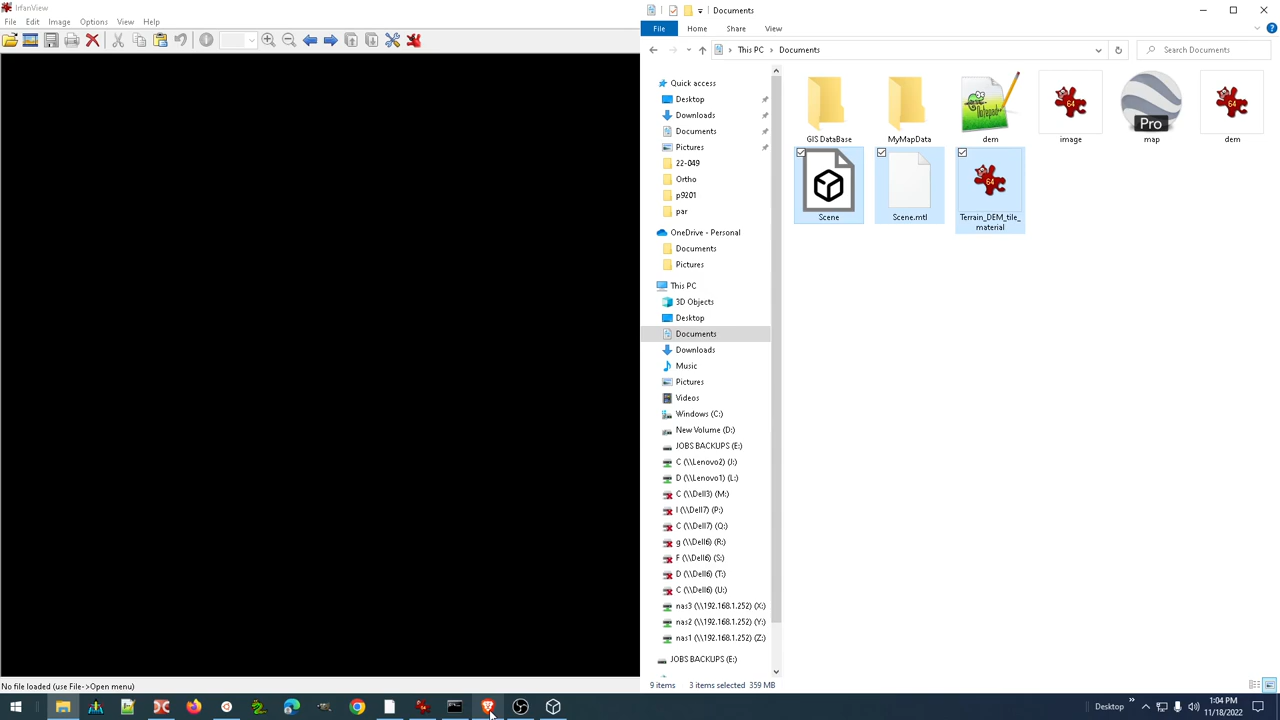 IrfanView
File Edit Image Options View Help
No file loaded (use File->Open menu)
Documents
File Home Share View
This PC Documents
Search Documents
Quick access
Desktop
Downloads
Documents
Pictures
22-049
Ortho
p9201
par
OneDrive - Personal
Documents
Pictures
This PC
3D Objects
Desktop
Documents
Downloads
Music
Pictures
Videos
Windows (C:)
New Volume (D:)
JOBS BACKUPS (E:)
C (\\Lenovo2) (J:)
D (\\Lenovo1) (L:)
C (\\Dell3) (M:)
I (\\Dell7) (P:)
C (\\Dell7) (Q:)
g (\\Dell6) (R:)
F (\\Dell6) (S:)
D (\\Dell6) (T:)
C (\\Dell6) (U:)
nas3 (\\192.168.1.252) (X:)
nas2 (\\192.168.1.252) (Y:)
nas1 (\\192.168.1.252) (Z:)
JOBS BACKUPS (E:)
64
Pro
64
GIS DataBase MyMapData dem image map dem
64
Scene Scene.mtl Terrain_DEM_tile_
material
9 items 3 items selected 359 MB
Desktop
1:04 PM
11/18/2022